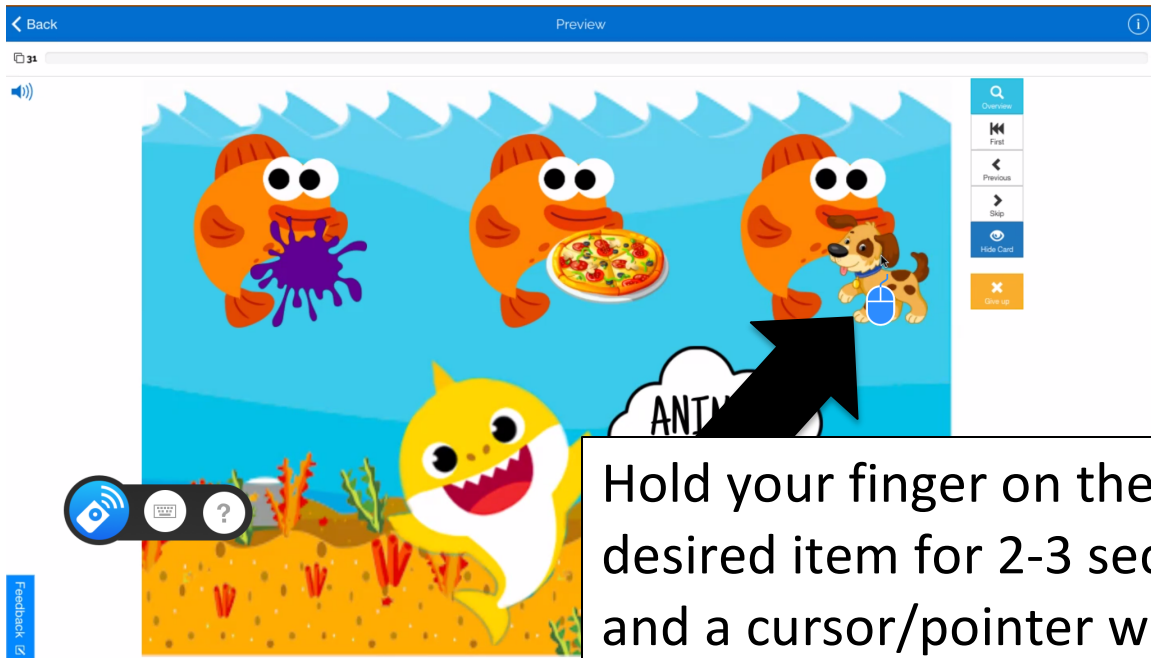 Back
Preview
31
Overview
First
Previous
Skip
Hide Card
Give up
?
Feedback
Hold your finger on the
desired item for 2-3
and a cursor/pointer